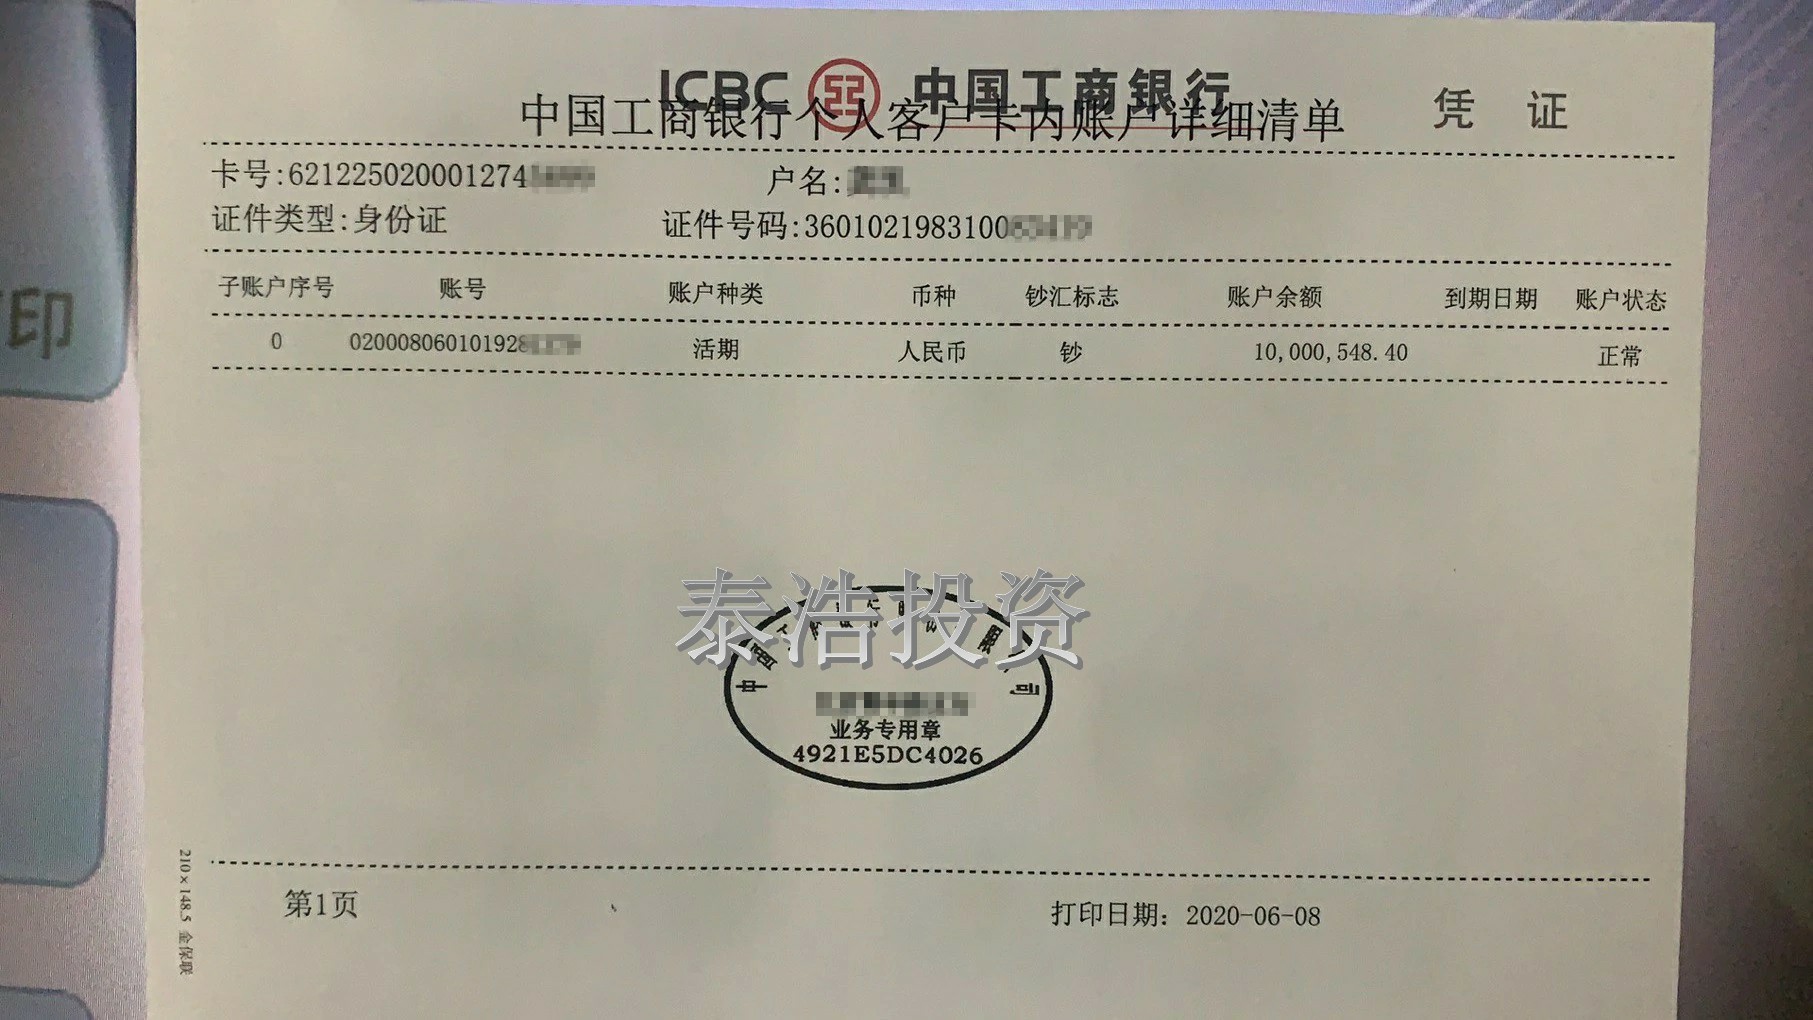 ICBC 中国工商银行
中国工商银行个人客户卡内账户详细清单
凭 证
卡号:621225020001274
户名:
证件类型:身份证
证件号码:3601021983100
子账户序号 账号 账户种类 币种 钞汇标志 账户余额 到期日期 账户状态
0 020008060101928 活期 人民币 钞 10,000,548.40 正常
泰浩投资
业务专用章
4921E5DC4026
210×148.5 金保联
第1页
打印日期: 2020-06-08
印